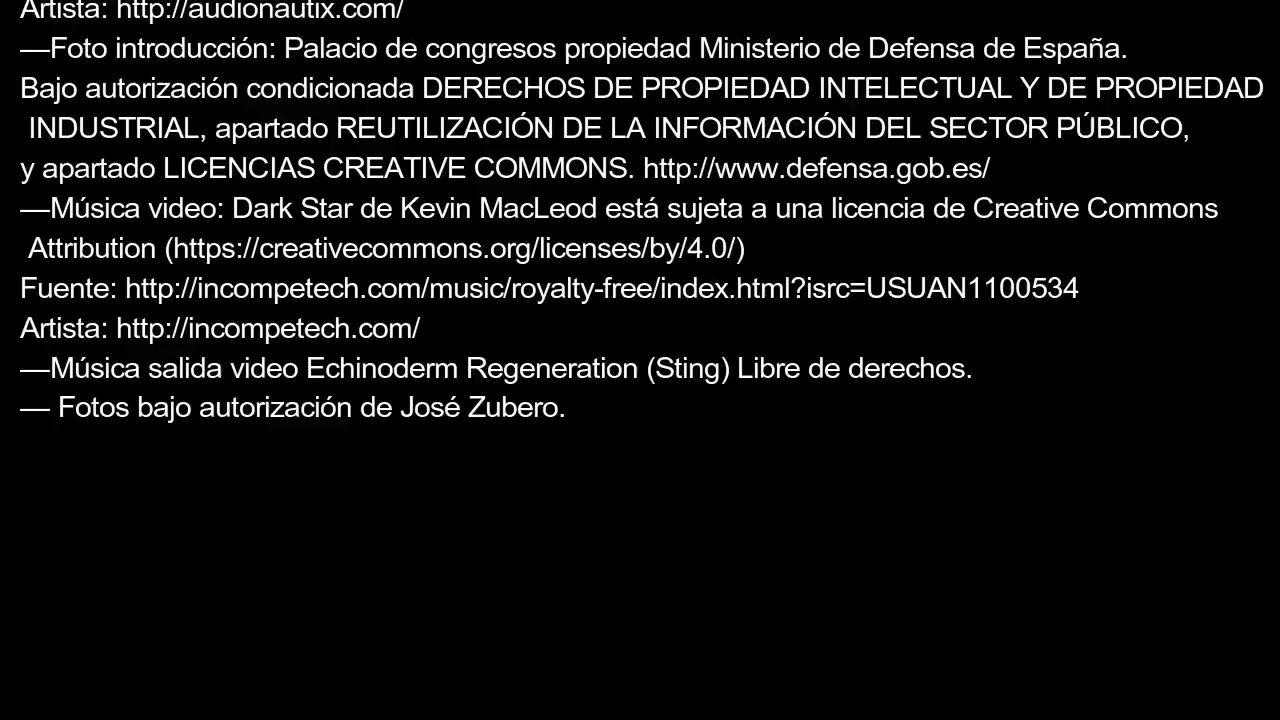 Artista: http://audionautix.com/
—Foto introducción: Palacio de congresos propiedad Ministerio de Defensa de España.
Bajo autorización condicionada DERECHOS DE PROPIEDAD INTELECTUAL Y DE PROPIEDAD
INDUSTRIAL, apartado REUTILIZACIÓN DE LA INFORMACIÓN DEL SECTOR PÚBLICO,
y apartado LICENCIAS CREATIVE COMMONS. http://www.defensa.gob.es/
—Música video: Dark Star de Kevin MacLeod está sujeta a una licencia de Creative Commons
Attribution (https://creativecommons.org/licenses/by/4.0/)
Fuente: http://incompetech.com/music/royalty-free/index.html?isrc=USUAN1100534
Artista: http://incompetech.com/
—Música salida video Echinoderm Regeneration (Sting) Libre de derechos.
— Fotos bajo autorización de José Zubero.